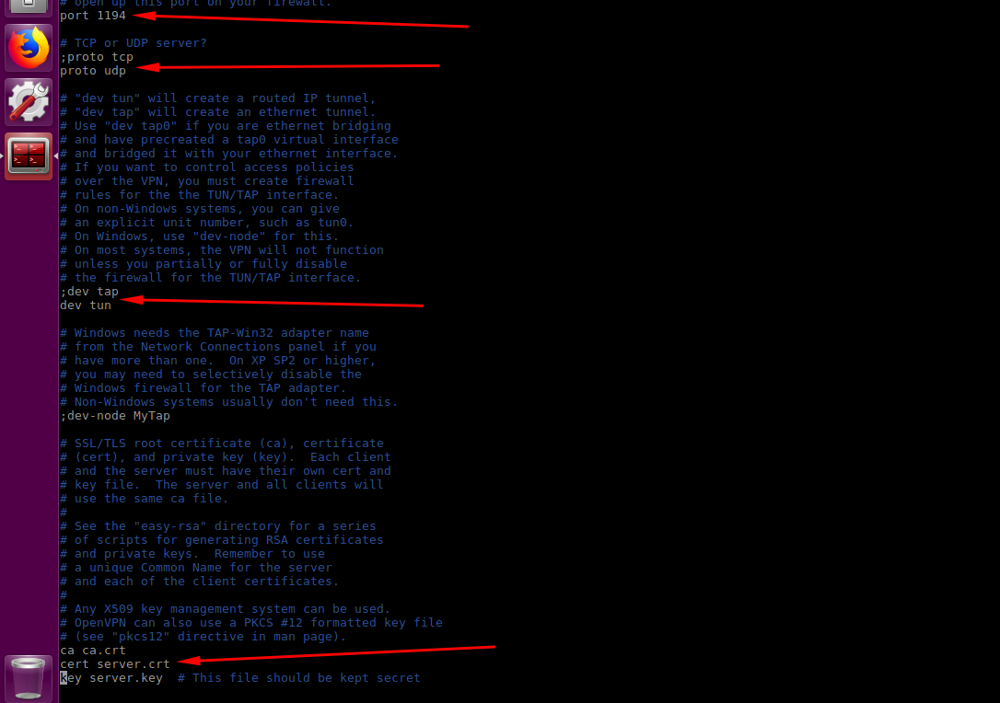 # open up this port on your firewall.
port 1194
# TCP or UDP server?
;proto tcp
proto udp
# "dev tun" will create a routed IP tunnel,
# "dev tap" will create an ethernet tunnel.
# Use "dev tap0" if you are ethernet bridging
# and have precreated a tap0 virtual interface
# and bridged it with your ethernet interface.
# If you want to control access policies
# over the VPN, you must create firewall
# rules for the the TUN/TAP interface.
# On non-Windows systems, you can give
# an explicit unit number, such as tun0.
# On Windows, use "dev-node" for this.
# On most systems, the VPN will not function
# unless you partially or fully disable
# the firewall for the TUN/TAP interface.
;dev tap
dev tun
# Windows needs the TAP-Win32 adapter name
# from the Network Connections panel if you
# have more than one.  On XP SP2 or higher,
# you may need to selectively disable the
# Windows firewall for the TAP adapter.
# Non-Windows systems usually don't need this.
;dev-node MyTap
# SSL/TLS root certificate (ca), certificate
# (cert), and private key (key).  Each client
# and the server must have their own cert and
# key file.  The server and all clients will
# use the same ca file.
#
# See the "easy-rsa" directory for a series
# of scripts for generating RSA certificates
# and private keys.  Remember to use
# a unique Common Name for the server
# and each of the client certificates.
#
# Any X509 key management system can be used.
# OpenVPN can also use a PKCS #12 formatted key file
# (see "pkcs12" directive in man page).
ca ca.crt
cert server.crt
key server.key  # This file should be kept secret